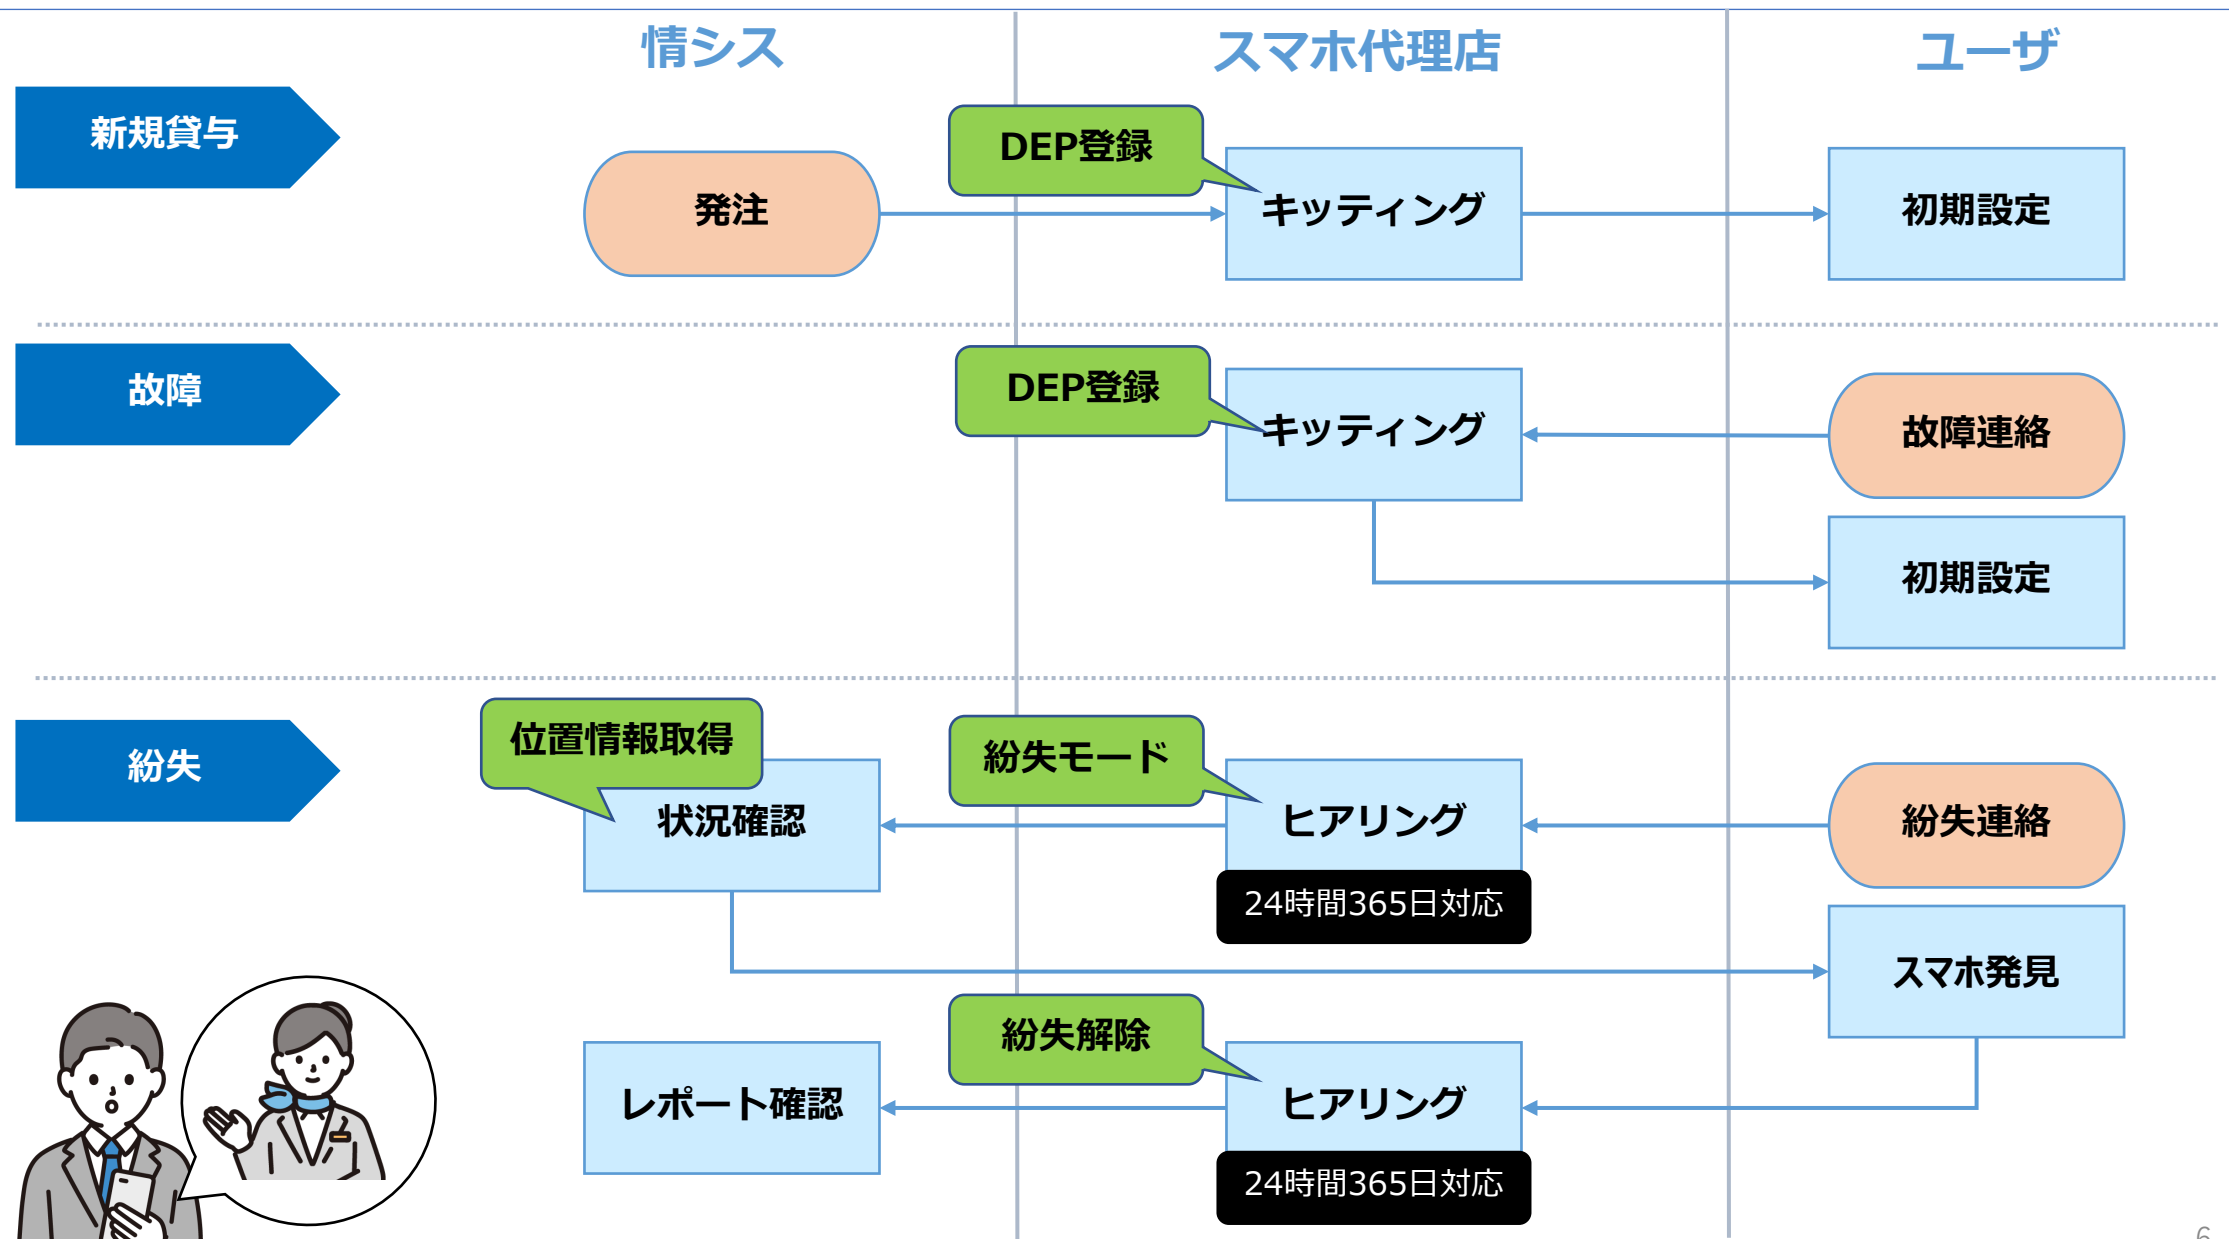 情シス
スマホ代理店
ユーザ
新規貸与
DEP登録
発注
キッティング
初期設定
故障
DEP登録
キッティング
故障連絡
初期設定
紛失
位置情報取得
紛失モード
状況確認
ヒアリング
紛失連絡
24時間365日対応
スマホ発見
紛失解除
レポート確認
ヒアリング
24時間365日対応
6